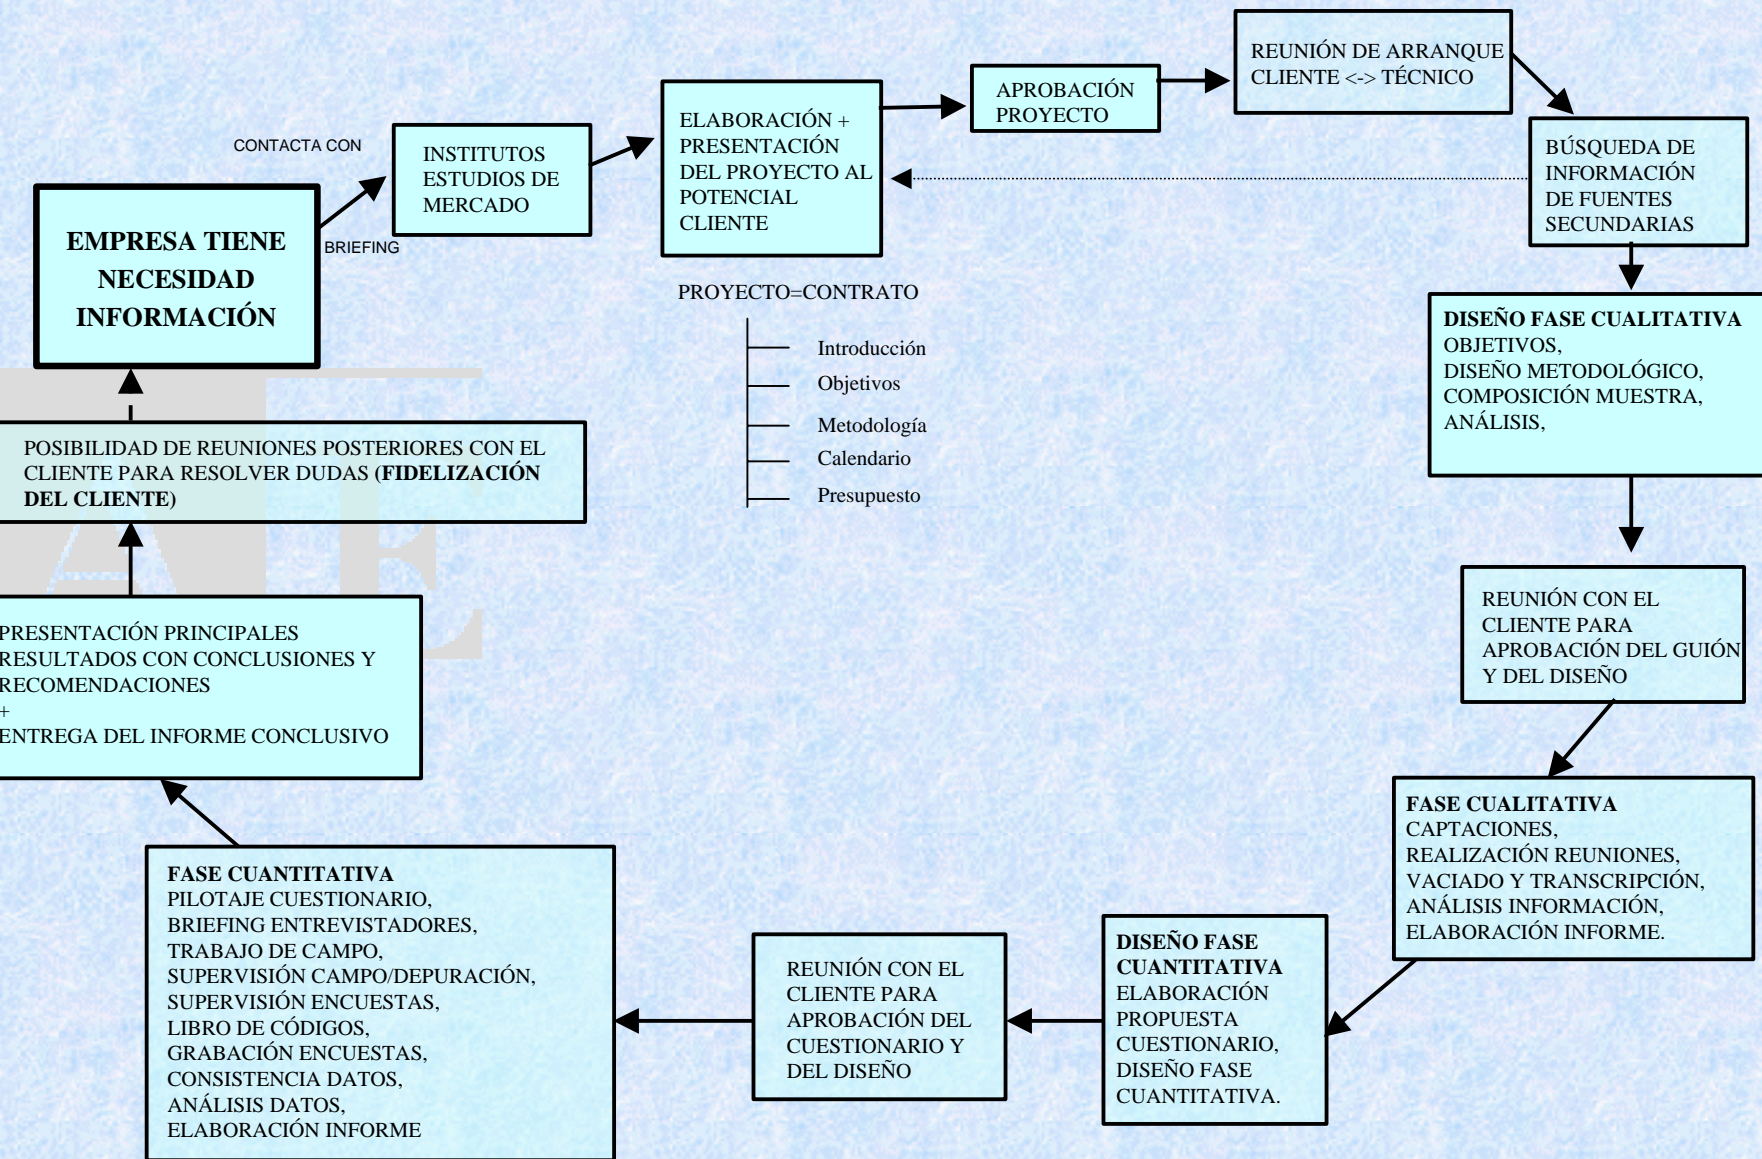 EMPRESA TIENE
NECESIDAD
INFORMACIÓN
CONTACTA CON
BRIEFING
INSTITUTOS
ESTUDIOS DE
MERCADO
ELABORACIÓN +
PRESENTACIÓN
DEL PROYECTO AL
POTENCIAL
CLIENTE
PROYECTO=CONTRATO
Introducción
Objetivos
Metodología
Calendario
Presupuesto
APROBACIÓN
PROYECTO
REUNIÓN DE ARRANQUE
CLIENTE <-> TÉCNICO
BÚSQUEDA DE
INFORMACIÓN
DE FUENTES
SECUNDARIAS
DISEÑO FASE CUALITATIVA
OBJETIVOS,
DISEÑO METODOLÓGICO,
COMPOSICIÓN MUESTRA,
ANÁLISIS,
REUNIÓN CON EL
CLIENTE PARA
APROBACIÓN DEL GUIÓN
Y DEL DISEÑO
FASE CUALITATIVA
CAPTACIONES,
REALIZACIÓN REUNIONES,
VACIADO Y TRANSCRIPCIÓN,
ANÁLISIS INFORMACIÓN,
ELABORACIÓN INFORME.
DISEÑO FASE
CUANTITATIVA
ELABORACIÓN
PROPUESTA
CUESTIONARIO,
DISEÑO FASE
CUANTITATIVA.
REUNIÓN CON EL
CLIENTE PARA
APROBACIÓN DEL
CUESTIONARIO Y
DEL DISEÑO
FASE CUANTITATIVA
PILOTAJE CUESTIONARIO,
BRIEFING ENTREVISTADORES,
TRABAJO DE CAMPO,
SUPERVISIÓN CAMPO/DEPURACIÓN,
SUPERVISIÓN ENCUESTAS,
LIBRO DE CÓDIGOS,
GRABACIÓN ENCUESTAS,
CONSISTENCIA DATOS,
ANÁLISIS DATOS,
ELABORACIÓN INFORME
PRESENTACIÓN PRINCIPALES
RESULTADOS CON CONCLUSIONES Y
RECOMENDACIONES
+
ENTREGA DEL INFORME CONCLUSIVO
POSIBILIDAD DE REUNIONES POSTERIORES CON EL
CLIENTE PARA RESOLVER DUDAS (FIDELIZACIÓN
DEL CLIENTE)